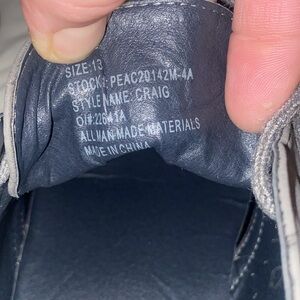 SIZE:13
STOCK#:PEAC20142M-4A
STYLE NAME: CRAIG
ALL MAN MADE MATERIALS
MADE IN CHINA